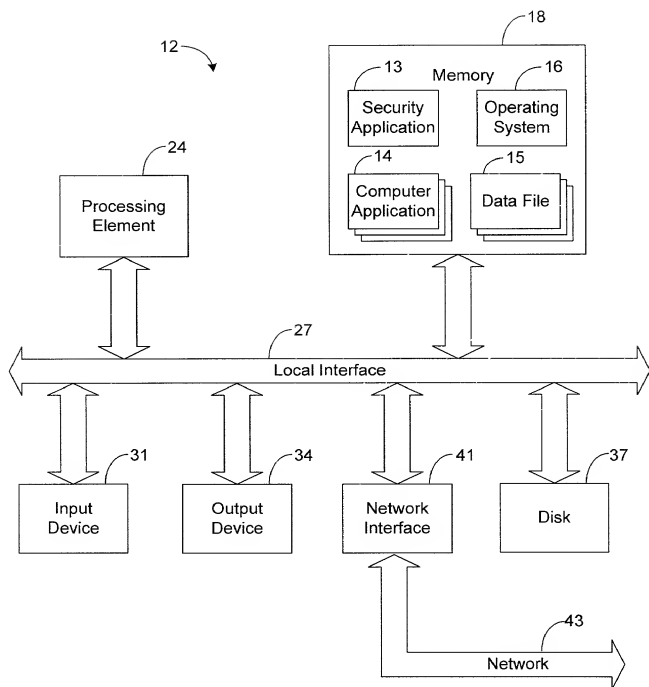 12
18
Memory
13
16
Security
Application
Operating
System
24
14
15
Processing
Element
Computer
Application
Data File
27
Local Interface
31
34
41
37
Input
Device
Output
Device
Network
Interface
Disk
43
Network